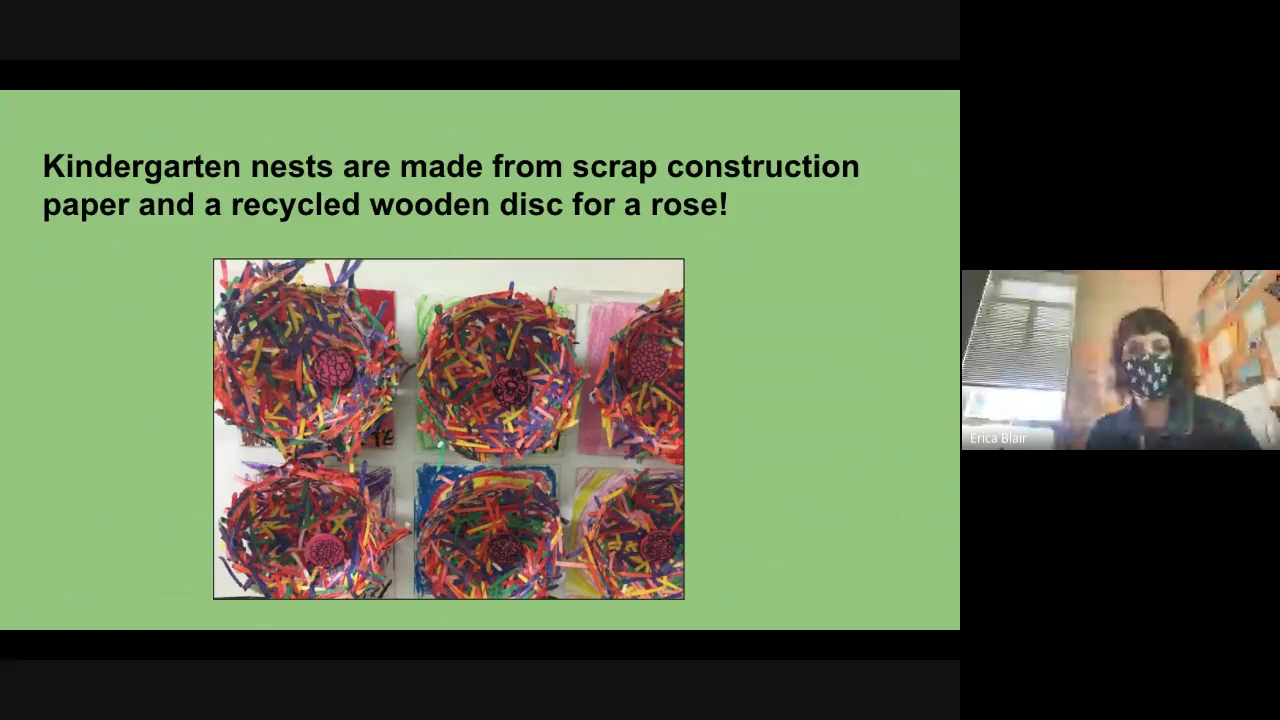 Kindergarten nests are made from scrap construction
paper and a recycled wooden disc for a rose!
Erica Blair